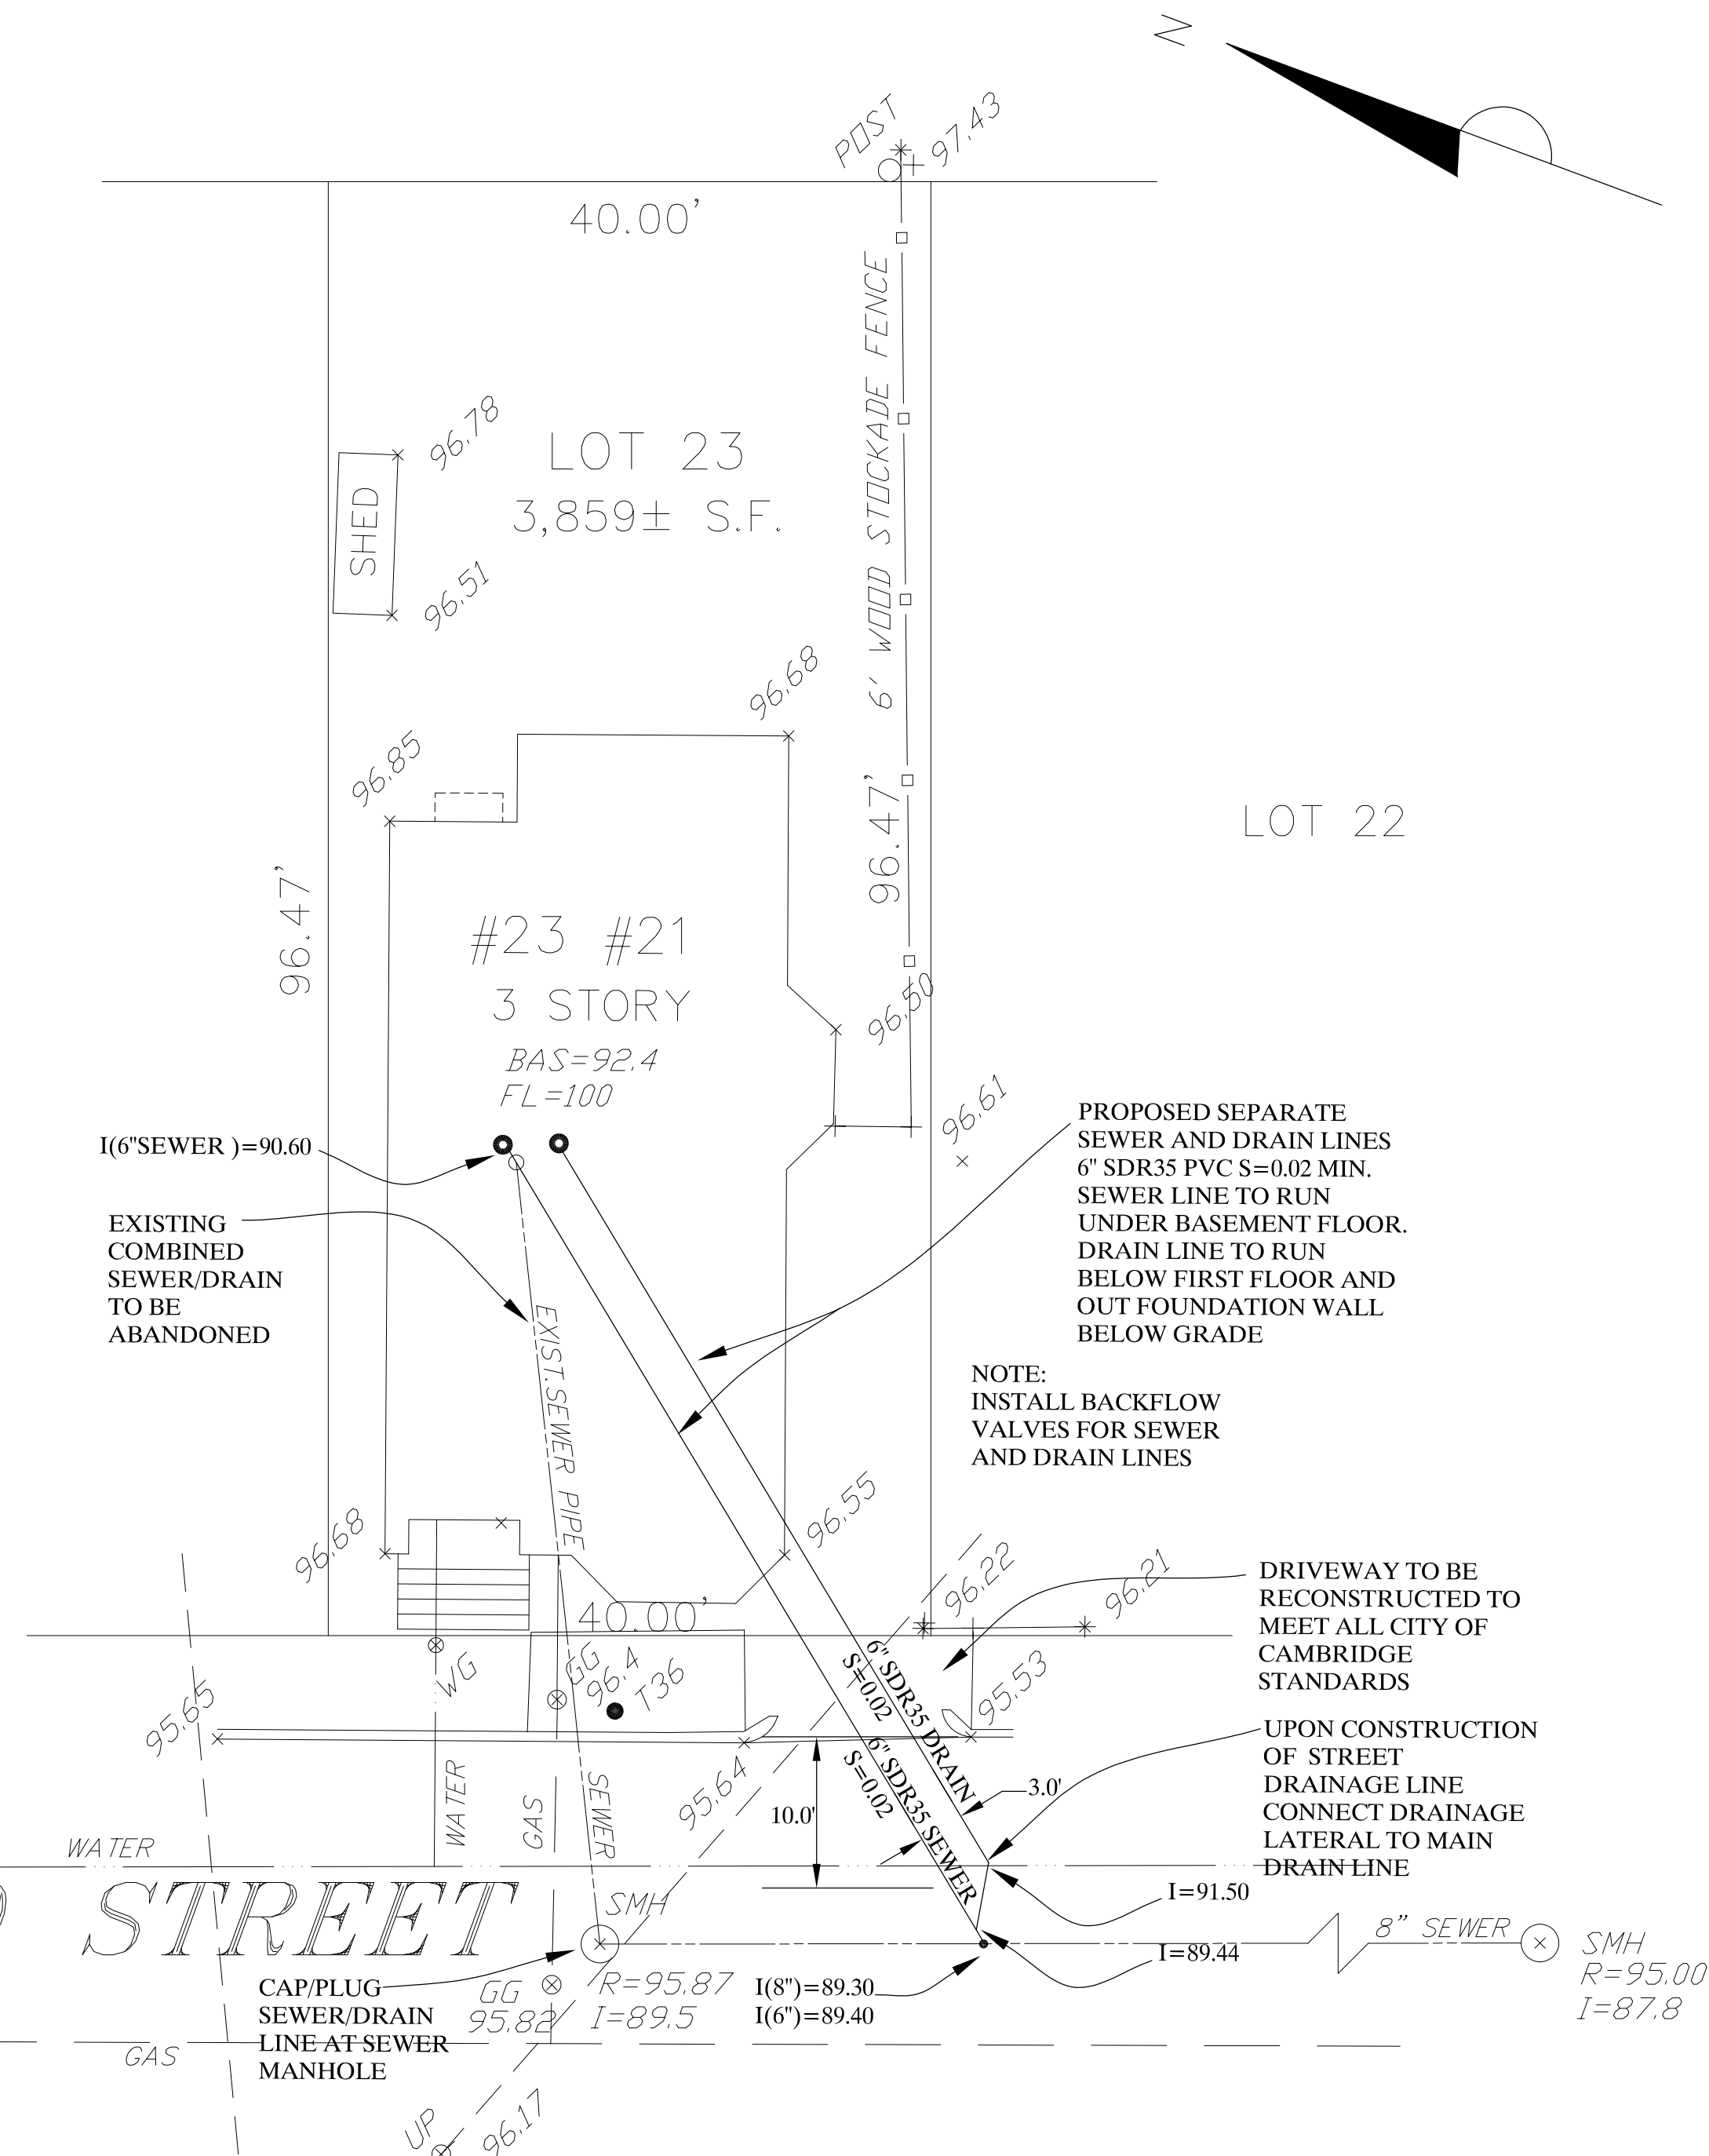 N
POST
97.43
40.00'
6' WOOD STOCKADE FENCE
96.78
LOT 23
3,859± S.F.
SHED
96.51
96.68
96.85
96.47'
LOT 22
96.47'
#23 #21
3 STORY
BAS=92.4
FL=100
96.50
96.61
I(6"SEWER )=90.60
EXISTING
COMBINED
SEWER/DRAIN
TO BE
ABANDONED
PROPOSED SEPARATE
SEWER AND DRAIN LINES
6" SDR35 PVC S=0.02 MIN.
SEWER LINE TO RUN
UNDER BASEMENT FLOOR.
DRAIN LINE TO RUN
BELOW FIRST FLOOR AND
OUT FOUNDATION WALL
BELOW GRADE
NOTE:
INSTALL BACKFLOW
VALVES FOR SEWER
AND DRAIN LINES
EXIST.SEWER PIPE
96.68
96.55
96.22
96.21
40.00'
DRIVEWAY TO BE
RECONSTRUCTED TO
MEET ALL CITY OF
CAMBRIDGE
STANDARDS
WG
GG
96.4
T36
6" SDR35 DRAIN
S=0.02
95.53
95.65
6" SDR35 SEWER
S=0.02
UPON CONSTRUCTION
OF STREET
DRAINAGE LINE
CONNECT DRAINAGE
LATERAL TO MAIN
DRAIN LINE
WATER
GAS
SEWER
95.64
10.0'
3.0'
WATER
STREET
SMH
I=91.50
8” SEWER
SMH
R=95.00
I=87.8
I=89.44
CAP/PLUG
SEWER/DRAIN
LINE AT SEWER
MANHOLE
GG
95.82
R=95.87
I=89.5
I(8")=89.30
I(6")=89.40
GAS
UP
96.17